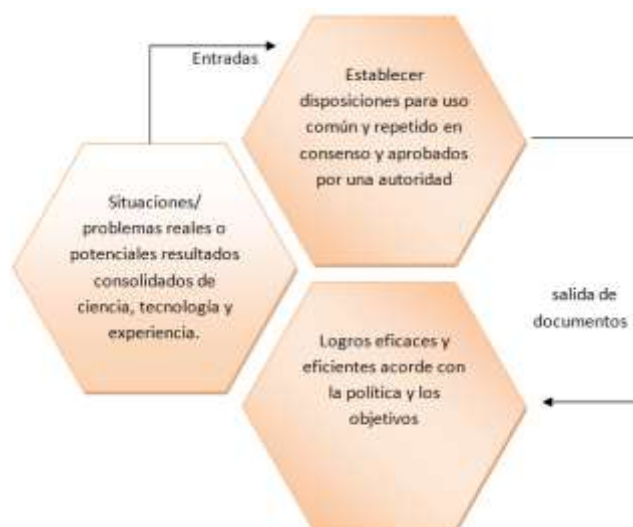 Entradas
Establecer
disposiciones para uso
común y repetido en
consenso y aprobados
por una autoridad
Situaciones/
problemas reales o
potenciales resultados
consolidados de
ciencia, tecnología y
experiencia.
salida de
documentos
Logros eficaces y
eficientes acorde con
la política y los
objetivos